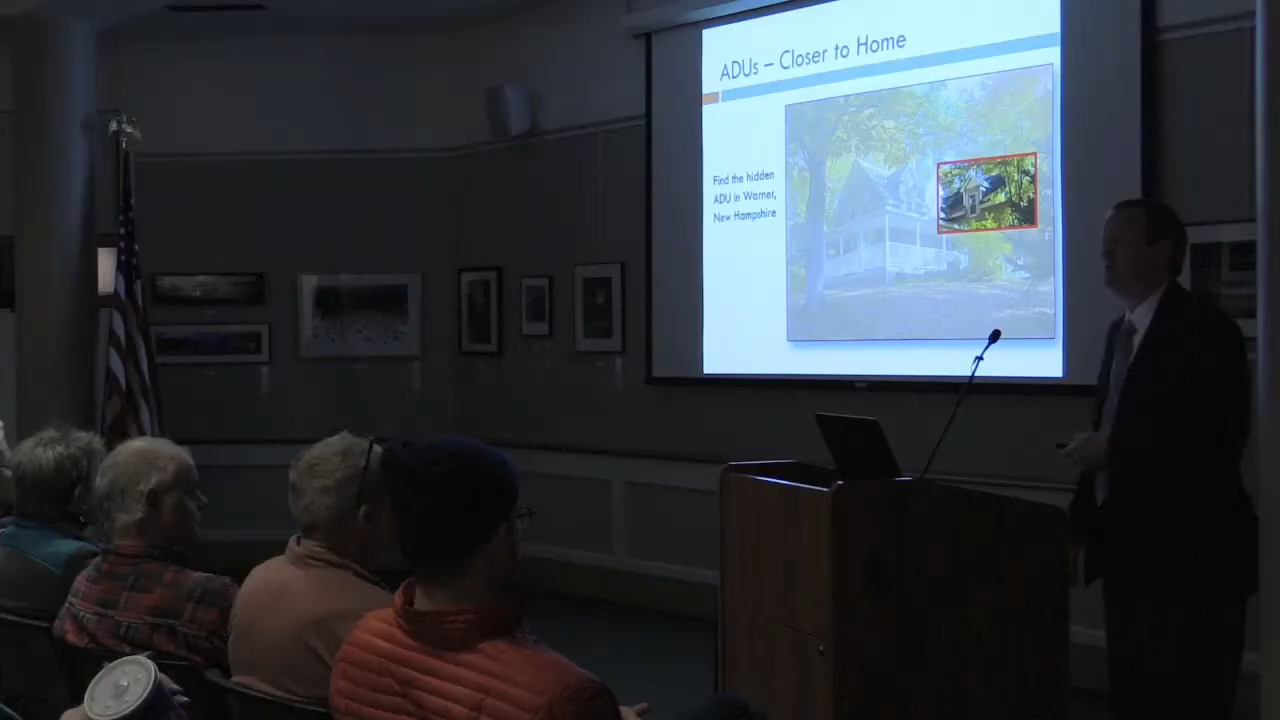 ADUs – Closer to Home
Find the hidden
ADU in Warner,
New Hampshire